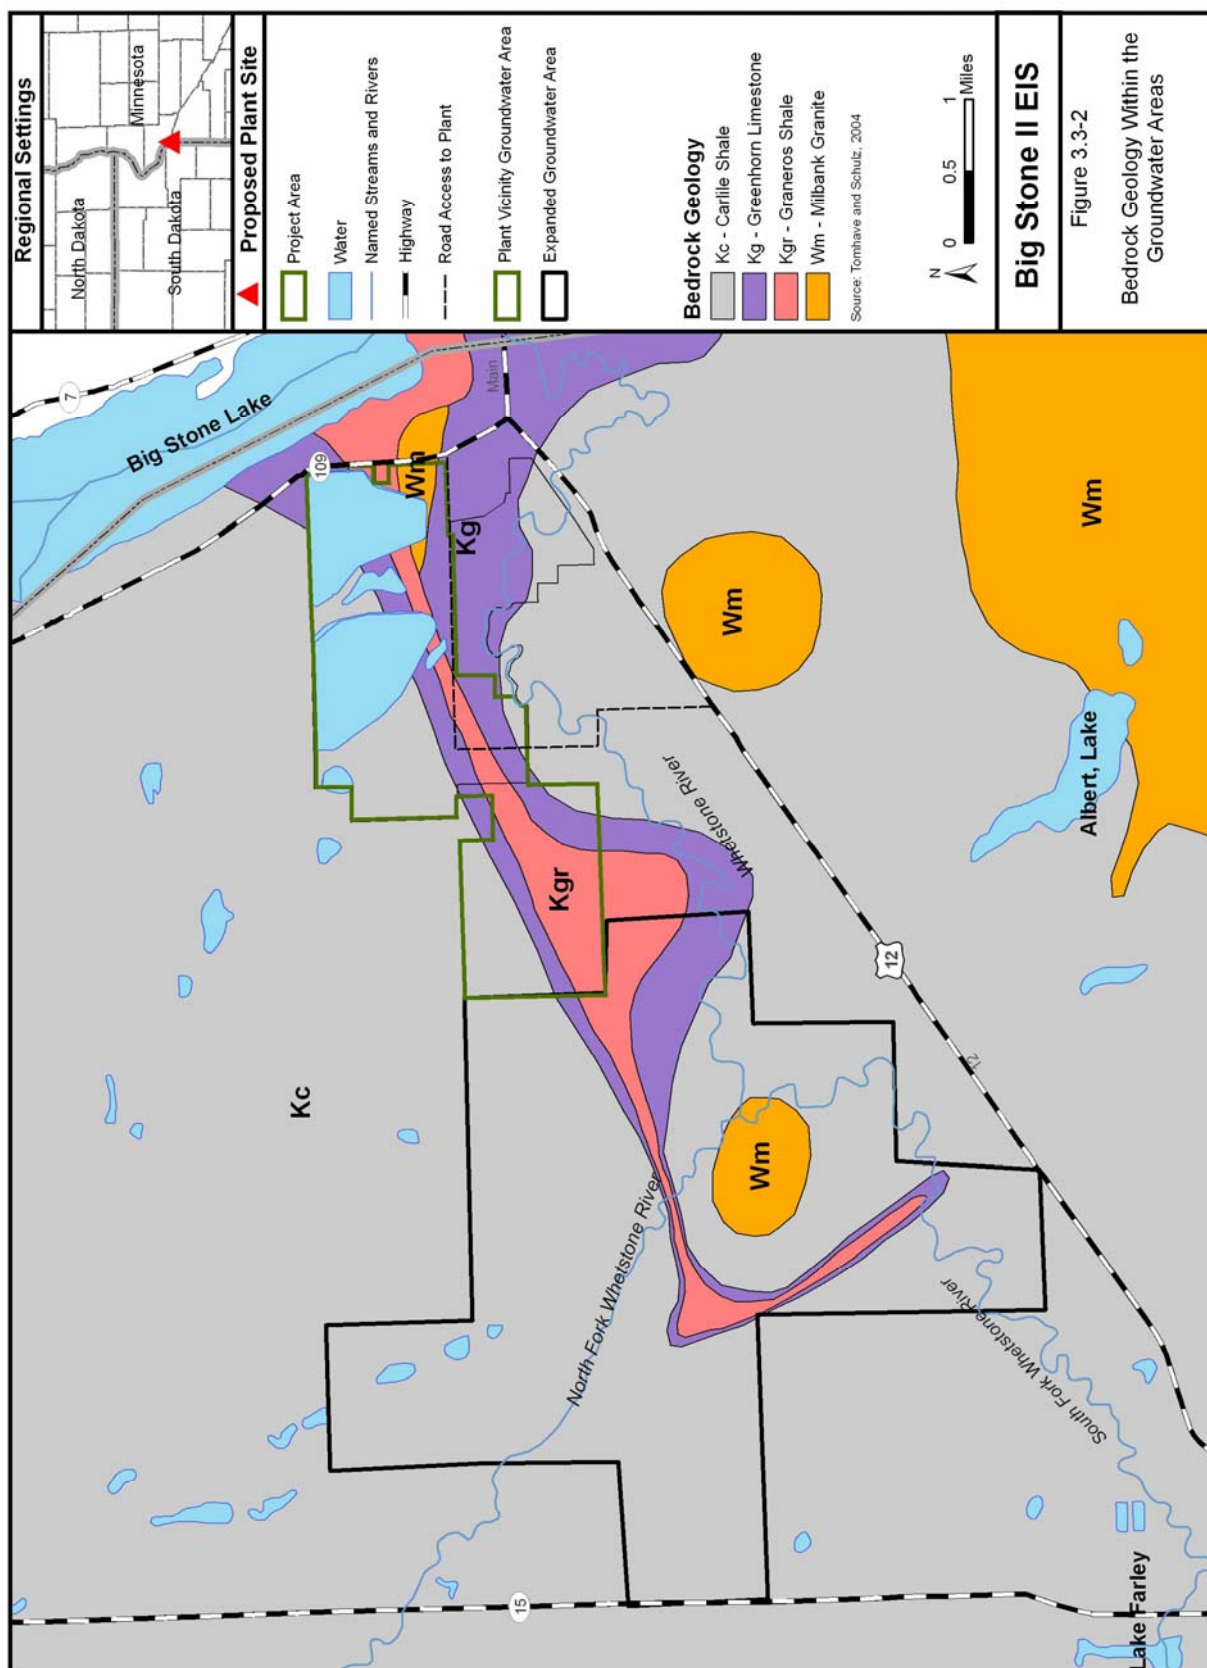 Regional Settings
North Dakota
Minnesota
South Dakota
Proposed Plant Site
Project Area
Water
Named Streams and Rivers
Highway
Road Access to Plant
Plant Vicinity Groundwater Area
Expanded Groundwater Area
Bedrock Geology
Kc - Carlile Shale
Kg - Greenhorn Limestone
Kgr - Graneros Shale
Wm - Milbank Granite
Source: Tomhave and Schulz, 2004
N
0 0.5 1
Miles
Big Stone II EIS
Figure 3.3-2
Bedrock Geology Within the
Groundwater Areas
7
Big Stone Lake
109
Main
Wm
Kg
Wm
Wm
Kgr
Whetstone River
Albert, Lake
12
Kc
12
Wm
North Fork Whetstone River
South Fork Whetstone River
15
Lake Farley